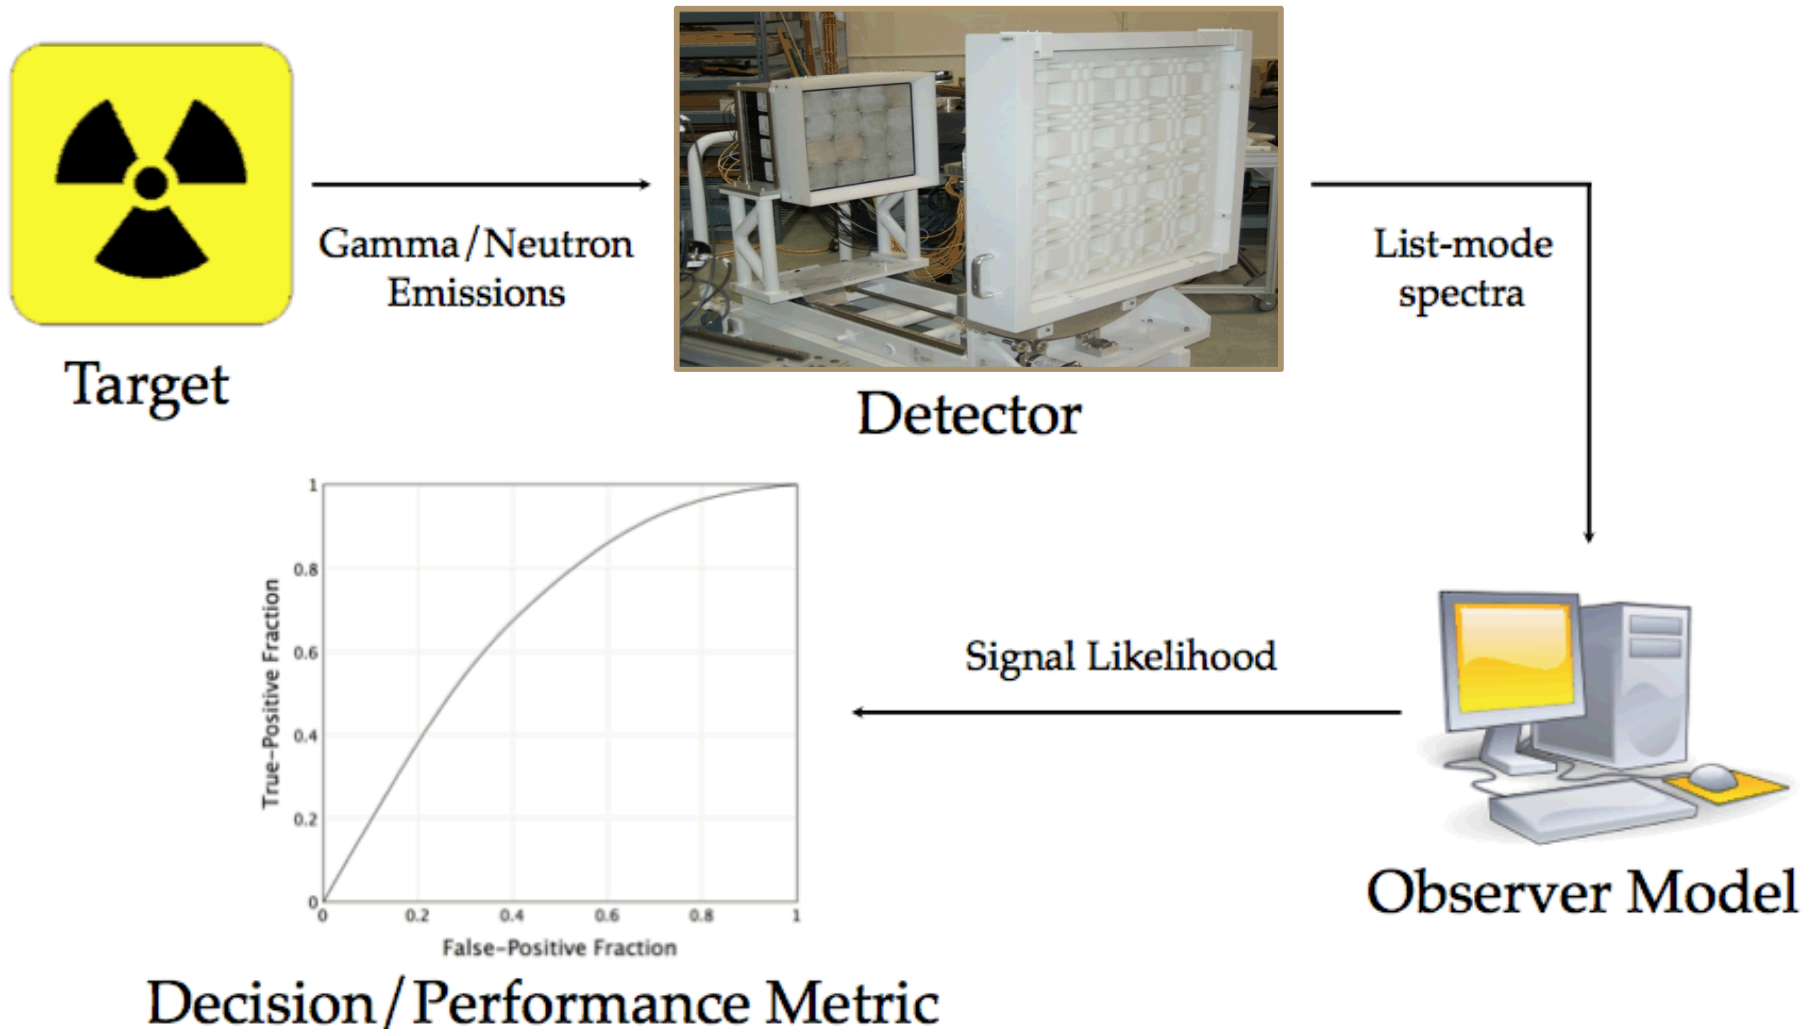 Target
Gamma/Neutron
Emissions
Detector
List-mode
spectra
Observer Model
Signal Likelihood
True-Positive Fraction
1
0.8
0.6
0.4
0.2
0
0
0.2
0.4
0.6
0.8
1
False-Positive Fraction
Decision/Performance Metric